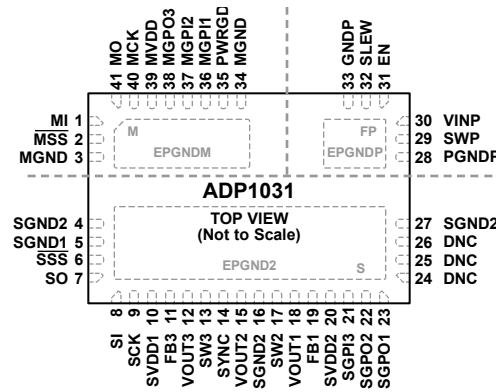 41 MO
40 MCK
39 MVDD
38 MGPO3
37 MGPI2
36 MGPI1
35 PWRGD
34 MGND
33 GNDP
32 SLEW
31 EN
MI 1
MSS 2
MGND 3
M
EPGNDM
FP
EPGNDP
30 VINP
29 SWP
28 PGNDP
ADP1031
TOP VIEW
(Not to Scale)
SGND2 4
SGND1 5
SSS 6
SO 7
EPGND2
S
27 SGND2
26 DNC
25 DNC
24 DNC
SI 8
SCK 9
SVDD1 10
FB3 11
VOUT3 12
SW3 13
SYNC 14
VOUT2 15
SGND2 16
SW2 17
VOUT1 18
FB1 19
SVDD2 20
SGPI3 21
SGPO2 22
SGPO1 23